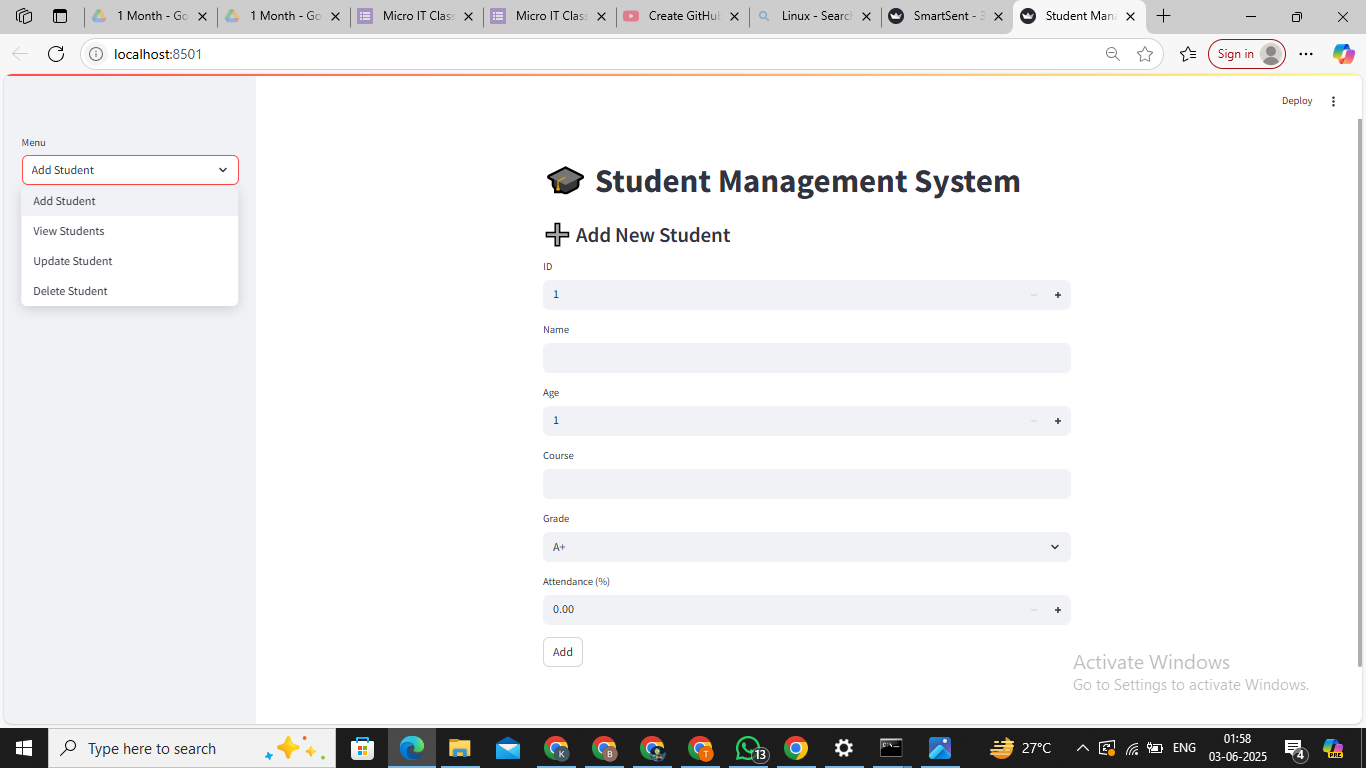 1 Month - Go
1 Month - Go
Micro IT Class
Micro IT Class
Create GitHub
Linux - Search
SmartSent - 3
Student Mana
localhost:8501
Sign in
Deploy
Menu
Add Student
Add Student
View Students
Update Student
Delete Student
Student Management System
Add New Student
ID
1
Name
Age
1
Course
Grade
A+
Attendance (%)
0.00
Add
Activate Windows
Go to Settings to activate Windows.
Type here to search
K
B
T
13
27°C
ENG
01:58
03-06-2025
4
PRE